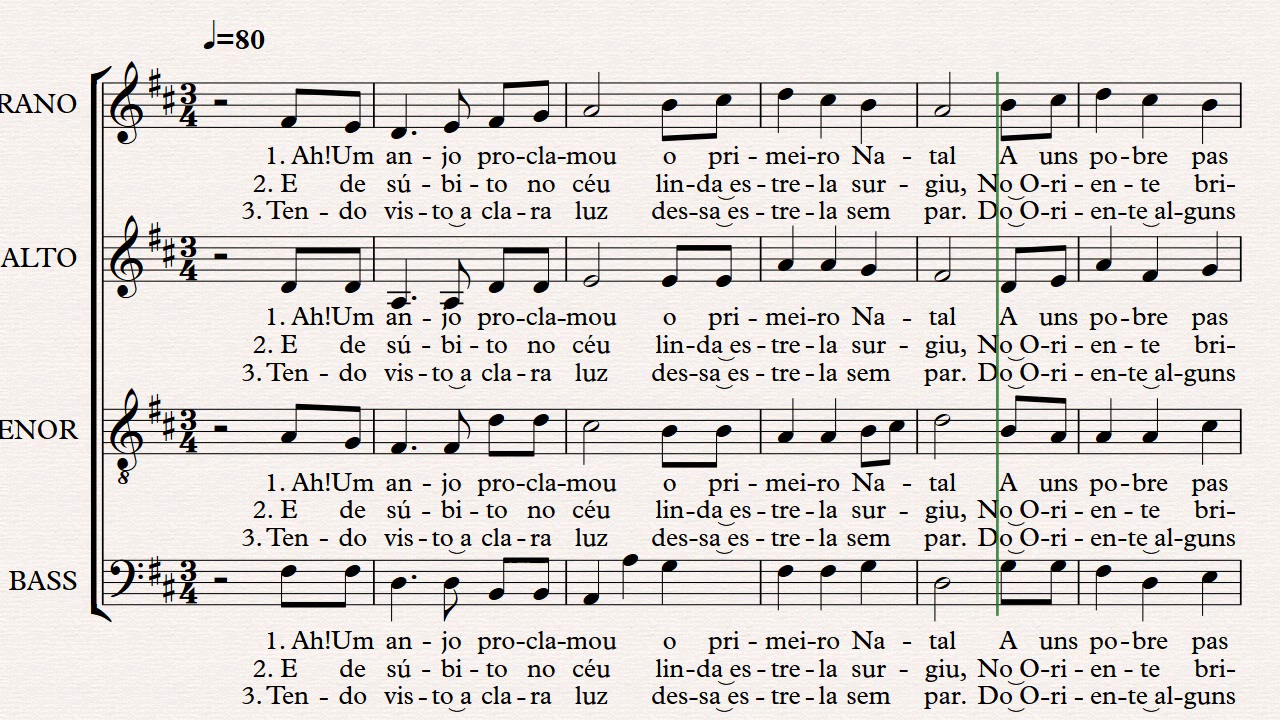 ♩=80
RANO
1. Ah! Um an - jo pro-cla-mou o pri - mei-ro Na - tal A uns po-bre pas
2. E de sú - bi - to no céu lin-da es - tre - la sur - giu, No O-ri - en - te bri-
3. Ten - do vis - to a cla - ra luz des-sa es - tre - la sem par. Do O-ri - en-te al-guns
ALTO
1. Ah! Um an - jo pro-cla-mou o pri - mei-ro Na - tal A uns po-bre pas
2. E de sú - bi - to no céu lin-da es - tre - la sur - giu, No O-ri - en - te bri-
3. Ten - do vis - to a cla - ra luz des-sa es - tre - la sem par. Do O-ri - en-te al-guns
ENOR
8
1. Ah! Um an - jo pro-cla-mou o pri - mei-ro Na - tal A uns po-bre pas
2. E de sú - bi - to no céu lin-da es - tre - la sur - giu, No O-ri - en - te bri-
3. Ten - do vis - to a cla - ra luz des-sa es - tre - la sem par. Do O-ri - en-te al-guns
BASS
1. Ah! Um an - jo pro-cla-mou o pri - mei-ro Na - tal A uns po-bre pas
2. E de sú - bi - to no céu lin-da es - tre - la sur - giu, No O-ri - en - te bri-
3. Ten - do vis - to a cla - ra luz des-sa es - tre - la sem par. Do O-ri - en-te al-guns